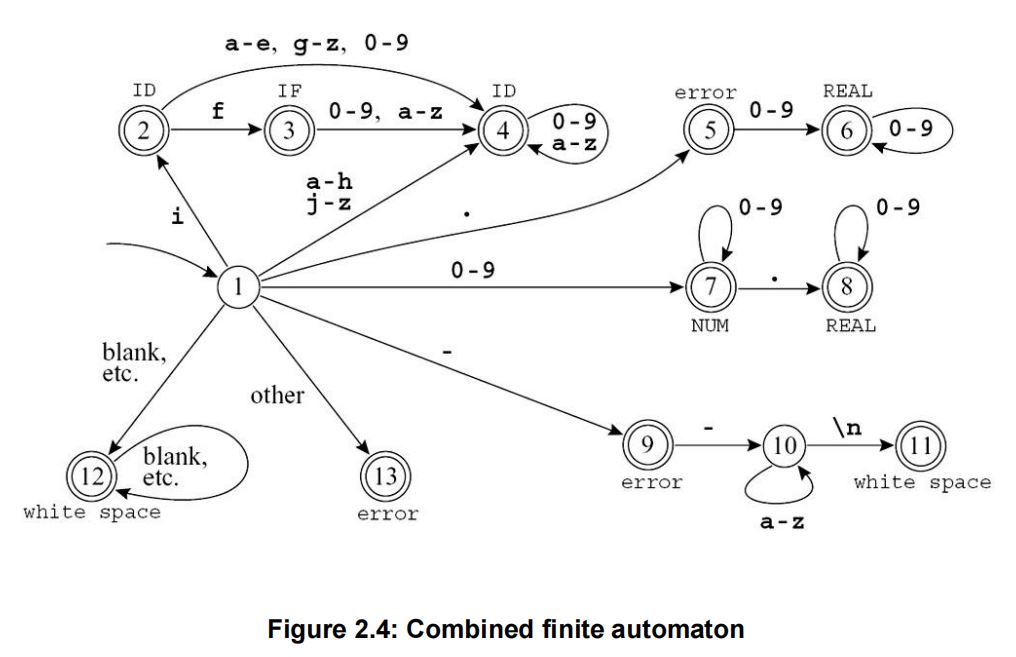 a-e, g-z, 0-9
ID
IF
ID
error
REAL
2
f
3
0-9, a-z
4
0-9
a-z
5
0-9
6
0-9
a-h
j-z
i
.
0-9
0-9
1
0-9
7
.
8
NUM
REAL
blank,
etc.
other
-
12
blank,
etc.
white space
13
error
9
error
-
10
a-z
\n
11
white space
Figure 2.4: Combined finite automaton